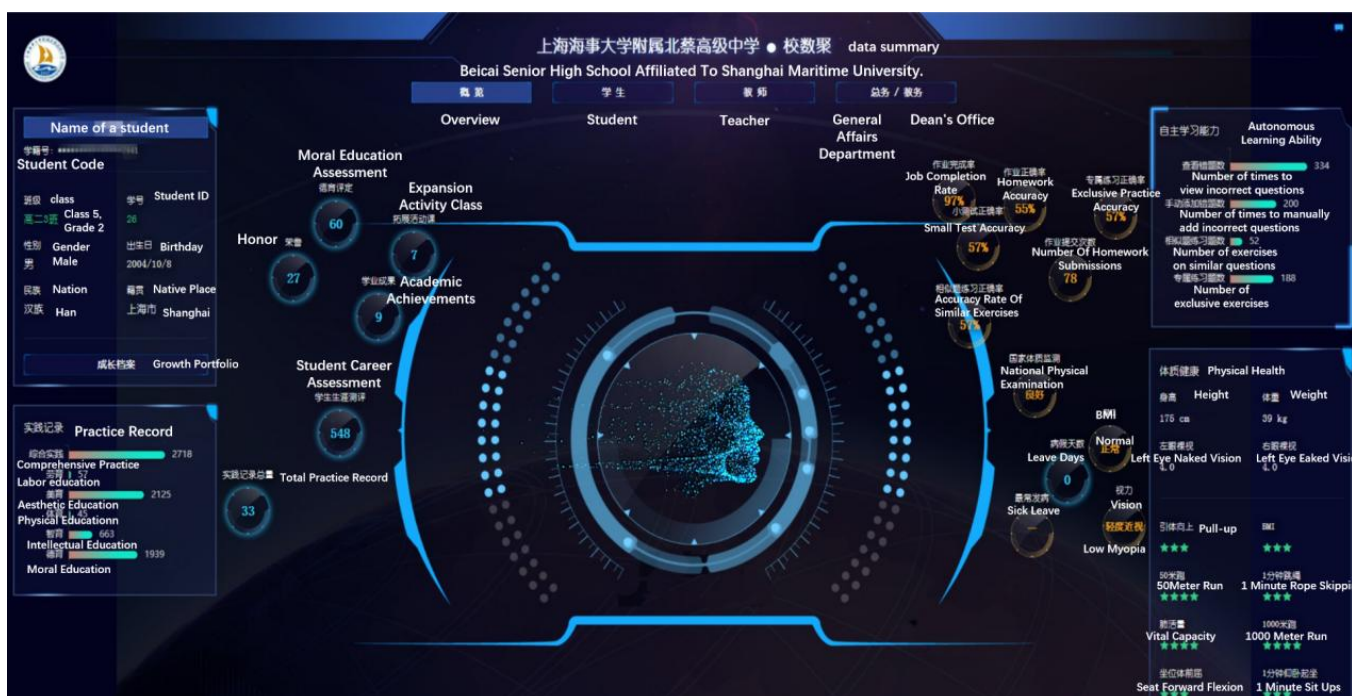 上海海事大学附属北蔡高级中学 ● 校数聚 data summary
Beicai Senior High School Affiliated To Shanghai Maritime University.
概览 学生 教师 总务 / 教务
Overview Student Teacher General Affairs Department Dean's Office
Name of a student
学籍号:
Student Code
班级 class
学号 Student ID
高二5班 Class 5, Grade 2
26
性别 Gender
出生日 Birthday
男 Male
2004/10/8
民族 Nation
籍贯 Native Place
汉族 Han
上海市 Shanghai
成长档案 Growth Portfolio
实践记录 Practice Record
综合实践 2718
Comprehensive Practice
劳育 57
Labor education
美育 2125
Aesthetic Education
体育 45
Physical Educationn
智育 663
Intellectual Education
德育 1939
Moral Education
Moral Education
Assessment
德育评定
60
Expansion
Activity Class
拓展活动课
7
Honor 荣誉
27
学业成果 Academic
Achievements
9
Student Career
Assessment
学生生涯测评
548
实践记录总量 Total Practice Record
33
作业完成率
Job Completion
Rate
97%
作业正确率
Homework
Accuracy
55%
专属练习正确率
Exclusive Practice
Accuracy
57%
小测试正确率
Small Test Accuracy
57%
作业提交次数
Number Of Homework
Submissions
78
相似题练习正确率
Accuracy Rate Of
Similar Exercises
57%
国家体质监测
National Physical
Examination
良好
BMI
Normal
正常
病假天数
Leave Days
0
最常发病
Sick Leave
视力
Vision
轻度近视
Low Myopia
自主学习能力 Autonomous
Learning Ability
查看错题数 334
Number of times to
view incorrect questions
手动添加错题数 200
Number of times to manually
add incorrect questions
相似题练习题数 52
Number of exercises
on similar questions
专属练习题数 188
Number of
exclusive exercises
体质健康 Physical Health
身高 Height
体重 Weight
175 cm
39 kg
左眼裸视
右眼裸视
Left Eye Naked Vision
Left Eye Eaked Visi
4.0
4.0
引体向上 Pull-up
BMI
★★★
★★★
50米跑
1分钟跳绳
50Meter Run
1 Minute Rope Skippi
★★★★
★★★
肺活量
1000米跑
Vital Capacity
1000 Meter Run
★★★★
★★★★
坐位体前屈
1分钟仰卧起坐
Seat Forward Flexion
1 Minute Sit Ups